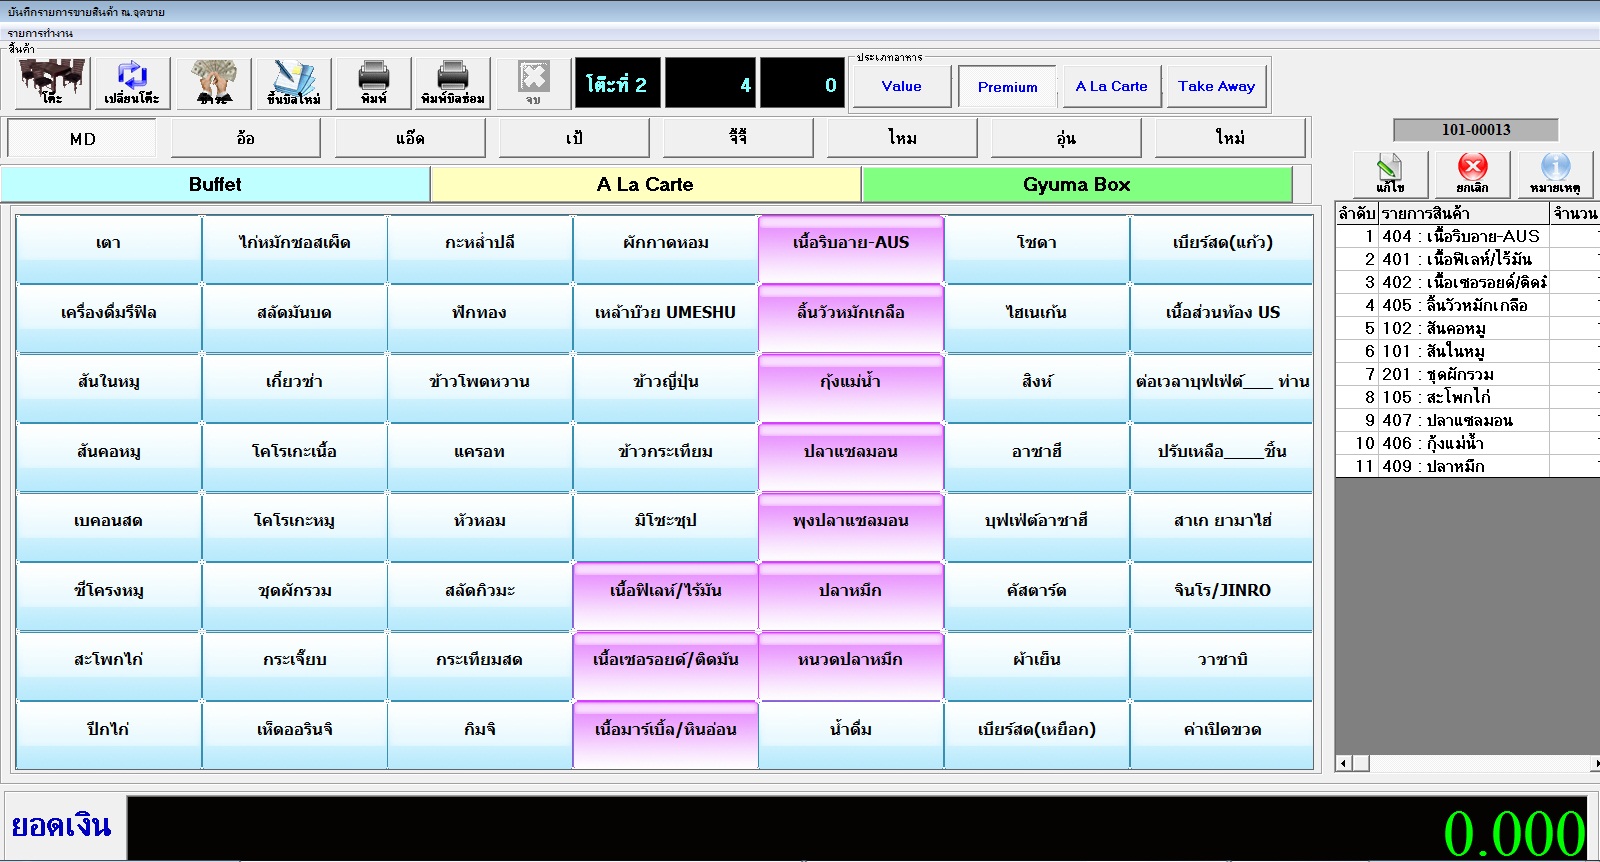 บันทึกรายการขายสินค้า ณ.จุดขาย
รายการทำงาน
สินค้า
โต๊ะ
เปลี่ยนโต๊ะ
ชำระ
ขึ้นบิลใหม่
พิมพ์
พิมพ์บิลซ้อม
จบ
โต๊ะที่ 2
4
0
ประเภทอาหาร
Value
Premium
A La Carte
Take Away
MD
อ้อ
แอ๊ด
เป้
จี๊จี๊
ไหม
อุ่น
ใหม่
101-00013
แก้ไข
ยกเลิก
หมายเหตุ
Buffet
A La Carte
Gyuma Box
เตา
ไก่หมักซอสเผ็ด
กะหล่ำปลี
ผักกาดหอม
เนื้อริบอาย-AUS
โซดา
เบียร์สด(แก้ว)
เครื่องดื่มรีฟิล
สลัดมันบด
ฟักทอง
เหล้าบ๊วย UMESHU
ลิ้นวัวหมักเกลือ
ไฮเนเก้น
เนื้อส่วนท้อง US
สันในหมู
เกี่ยวซ่า
ข้าวโพดหวาน
ข้าวญี่ปุ่น
กุ้งแม่น้ำ
สิงห์
ต่อเวลาบุฟเฟ่ต์___ ท่าน
สันคอหมู
โคโรเกะเนื้อ
แครอท
ข้าวกระเทียม
ปลาแซลมอน
อาซาฮี
ปรับเหลือ____ชิ้น
เบคอนสด
โคโรเกะหมู
หัวหอม
มิโซะซุป
พุงปลาแซลมอน
บุฟเฟ่ต์อาซาฮี
สาเก ยามาไฮ่
ซี่โครงหมู
ชุดผักรวม
สลัดกิวมะ
เนื้อฟิเลห์/ไร้มัน
ปลาหมึก
คัสตาร์ด
จินโร/JINRO
สะโพกไก่
กระเจี๊ยบ
กระเทียมสด
เนื้อเซอรอยด์/ติดมัน
หนวดปลาหมึก
ผ้าเย็น
วาซาบิ
ปีกไก่
เห็ดออรินจิ
กิมจิ
เนื้อมาร์เบิ้ล/หินอ่อน
น้ำดื่ม
เบียร์สด(เหยือก)
ค่าเปิดขวด
ลำดับ รายการสินค้า จำนวน
1 404 : เนื้อริบอาย-AUS
2 401 : เนื้อฟิเลห์/ไร้มัน
3 402 : เนื้อเซอรอยด์/ติดมั
4 405 : ลิ้นวัวหมักเกลือ
5 102 : สันคอหมู
6 101 : สันในหมู
7 201 : ชุดผักรวม
8 105 : สะโพกไก่
9 407 : ปลาแซลมอน
10 406 : กุ้งแม่น้ำ
11 409 : ปลาหมึก
ยอดเงิน
0.000